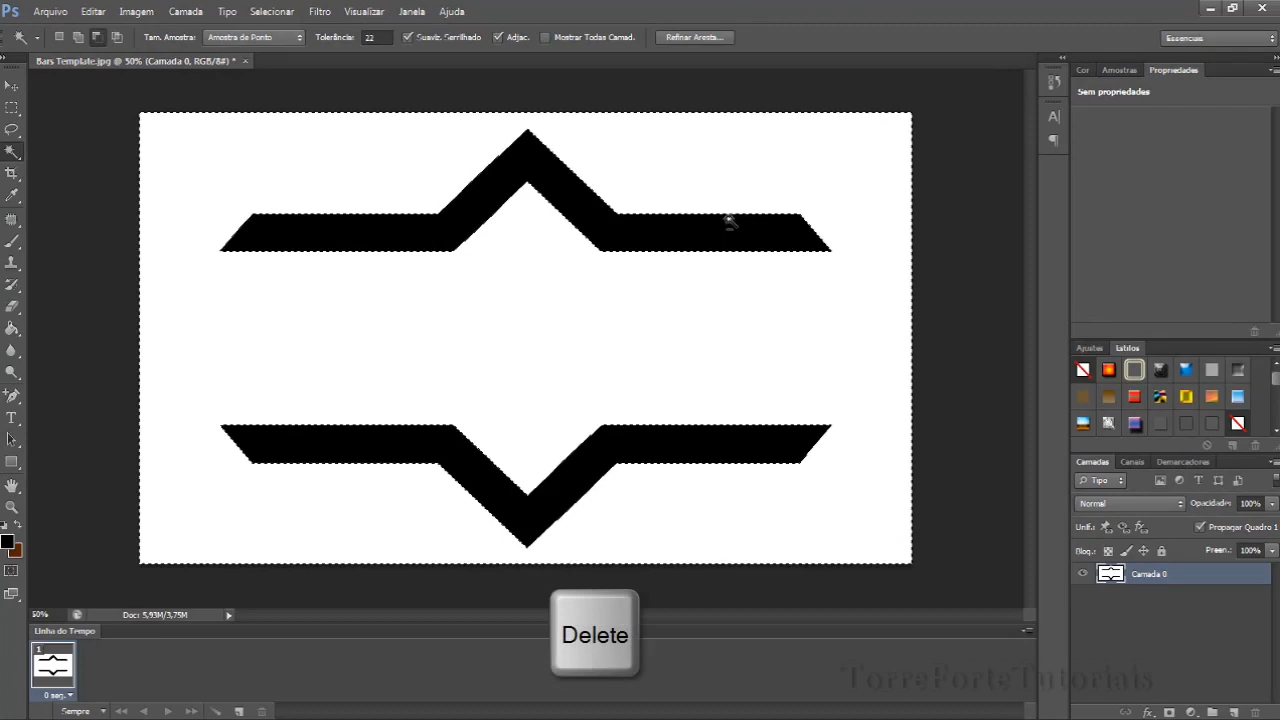 Ps Arquivo Editar Imagem Camada Tipo Selecionar Filtro Visualizar Janela Ajuda
Tam. Amostra: Amostra de Ponto Tolerância: 22 Suaviz. Serrilhado Adjac. Mostrar Todas Camad. Refinar Aresta... Essenciais
Bars Template.jpg @ 50% (Camada 0, RGB/8#) * ×
Cor Amostras Propriedades
Sem propriedades
Ajustes Estilos
Camadas Canais Demarcadores
Tipo
Normal Opacidade: 100%
Unif.: Propagar Quadro 1
Bloq.: Preen.: 100%
Camada 0
50% Doc: 5,93M/3,75M
Linha do Tempo
1
0 seg.
Sempre
Delete
TorraForteTutoriais